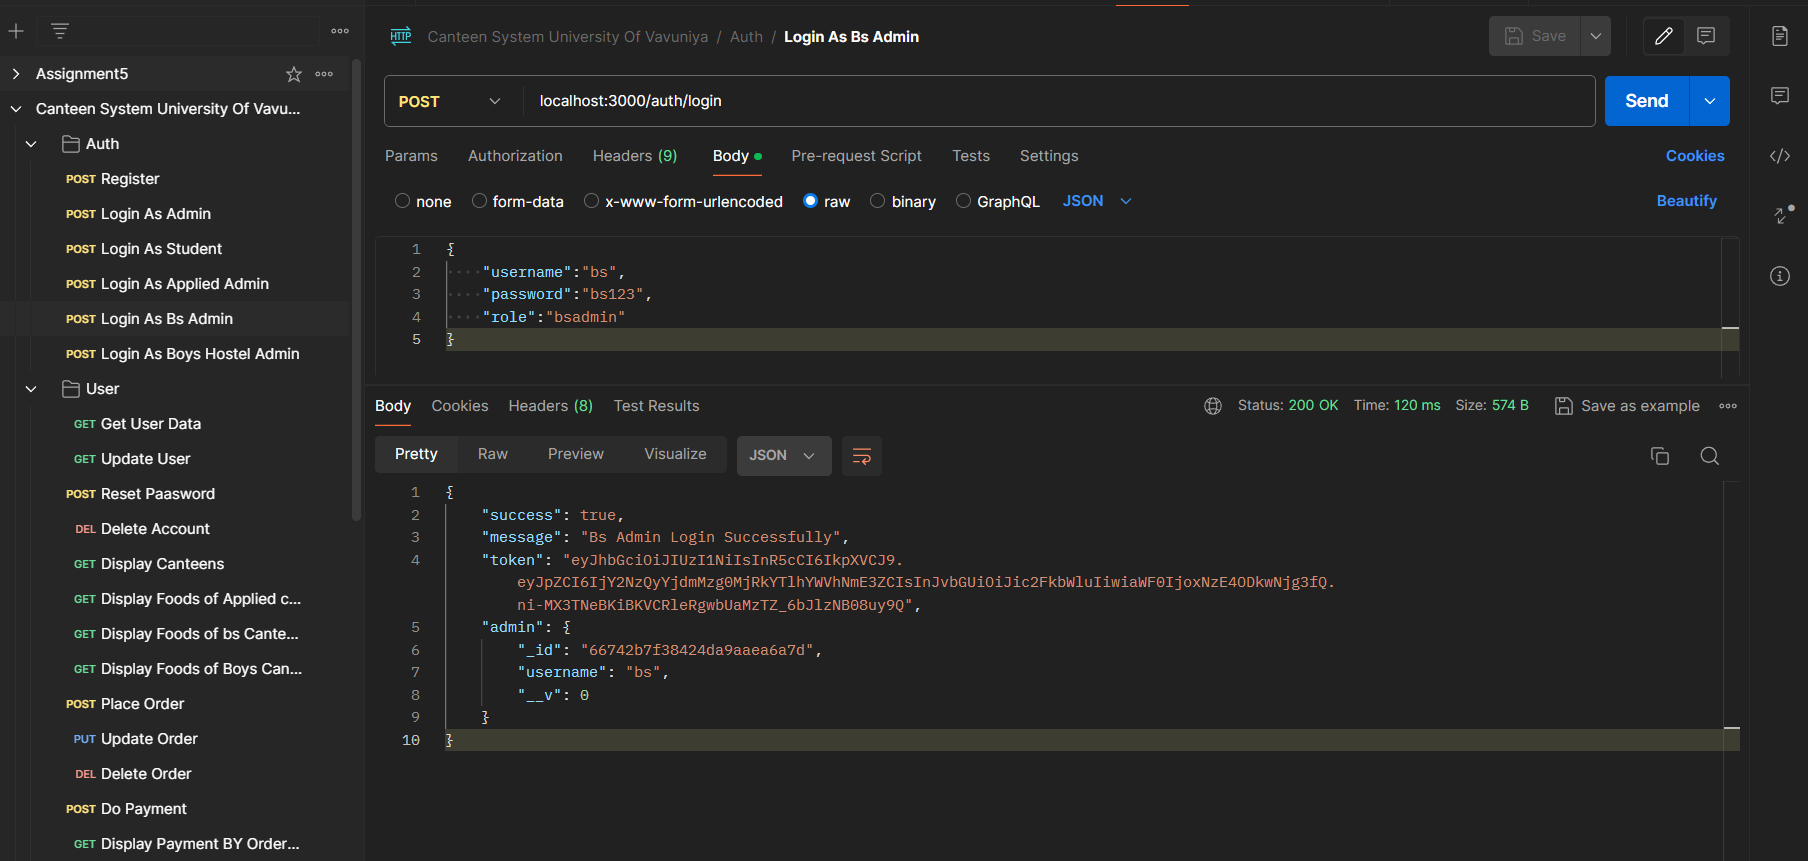 Assignment5
Canteen System University Of Vavu...
Auth
POST Register
POST Login As Admin
POST Login As Student
POST Login As Applied Admin
POST Login As Bs Admin
POST Login As Boys Hostel Admin
User
GET Get User Data
GET Update User
POST Reset Paasword
DEL Delete Account
GET Display Canteens
GET Display Foods of Applied c...
GET Display Foods of bs Cante...
GET Display Foods of Boys Can...
POST Place Order
PUT Update Order
DEL Delete Order
POST Do Payment
GET Display Payment BY Order...
HTTP Canteen System University Of Vavuniya / Auth / Login As Bs Admin
Save
POST localhost:3000/auth/login
Send
Params Authorization Headers (9) Body Pre-request Script Tests Settings
Cookies
none form-data x-www-form-urlencoded raw binary GraphQL JSON
Beautify
1 {
2 "username":"bs",
3 "password":"bs123",
4 "role":"bsadmin"
5 }
Body Cookies Headers (8) Test Results
Status: 200 OK Time: 120 ms Size: 574 B Save as example
Pretty Raw Preview Visualize JSON
1 {
2 "success": true,
3 "message": "Bs Admin Login Successfully",
4 "token": "eyJhbGciOiJIUzI1NiIsInR5cCI6IkpXVCJ9.
eyJpZCI6IjY2NzQyYjdmMzg0MjRkYTlhYWVhNmE3ZCIsInJvbGUiOiJic2FkbWluIiwiaWF0IjoxNzE4ODkwNjg3fQ.
ni-MX3TNeBKiBKVCRleRgwbUaMzTZ_6bJlzNB08uy9Q",
5 "admin": {
6 "_id": "66742b7f38424da9aaea6a7d",
7 "username": "bs",
8 "__v": 0
9 }
10 }